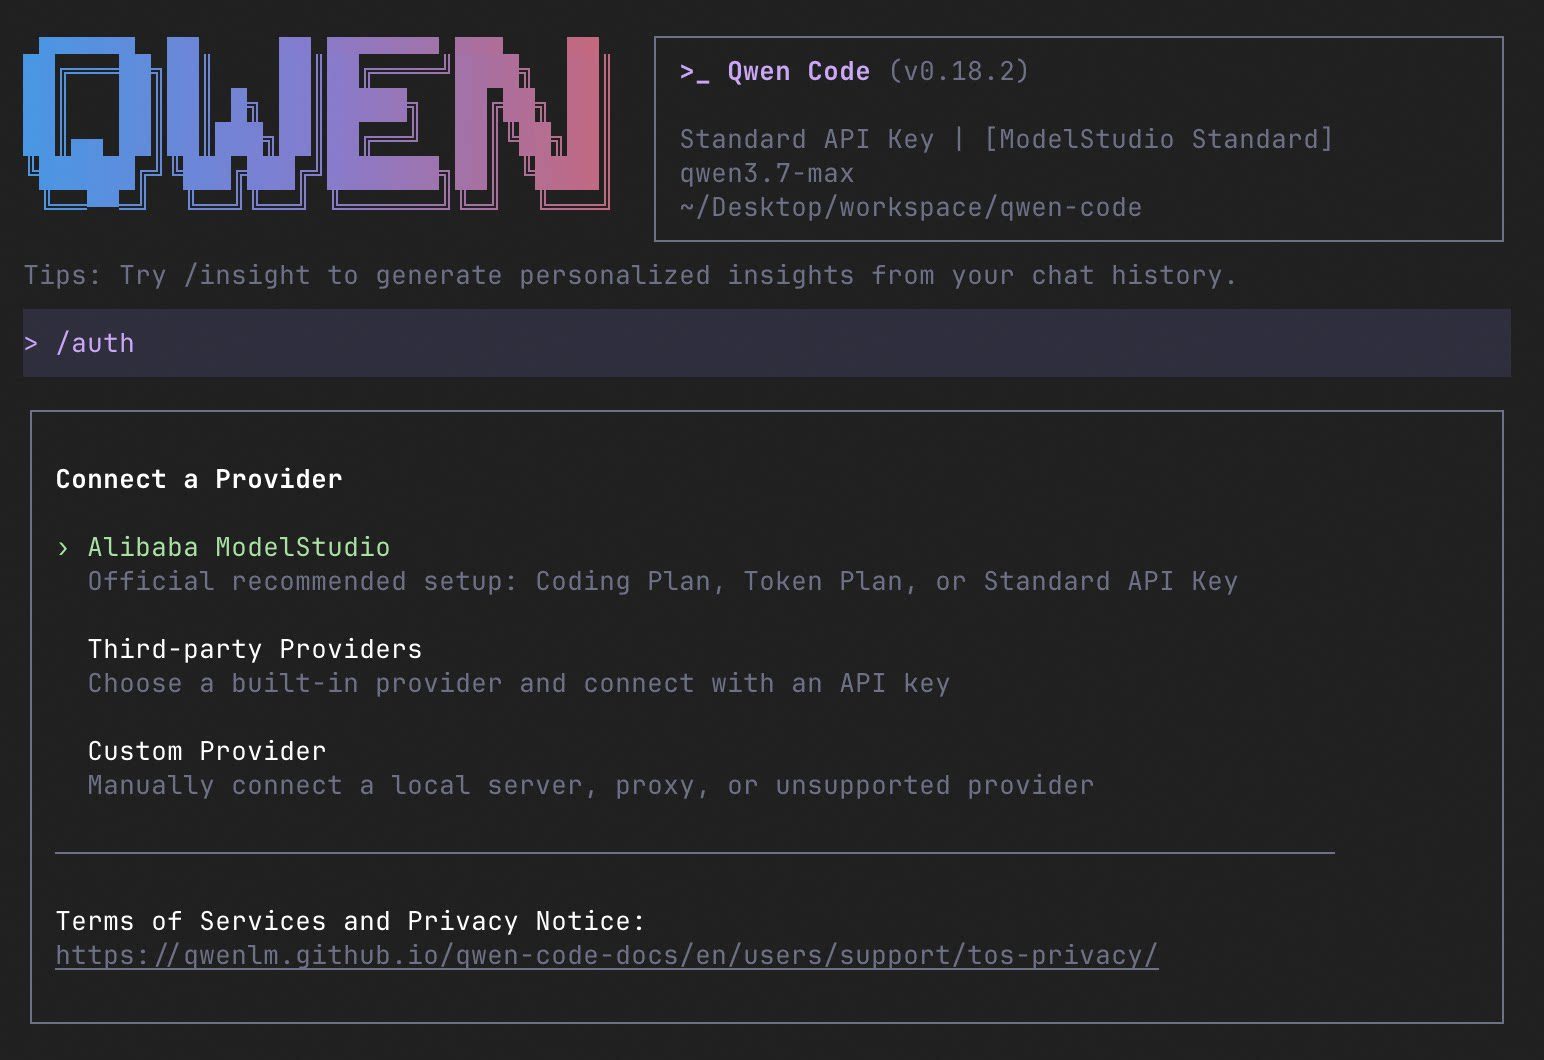 QWEN
>_ Qwen Code (v0.18.2)
Standard API Key | [ModelStudio Standard]
qwen3.7-max
~/Desktop/workspace/qwen-code
Tips: Try /insight to generate personalized insights from your chat history.
> /auth
Connect a Provider
› Alibaba ModelStudio
Official recommended setup: Coding Plan, Token Plan, or Standard API Key
Third-party Providers
Choose a built-in provider and connect with an API key
Custom Provider
Manually connect a local server, proxy, or unsupported provider
Terms of Services and Privacy Notice:
https://qwenlm.github.io/qwen-code-docs/en/users/support/tos-privacy/